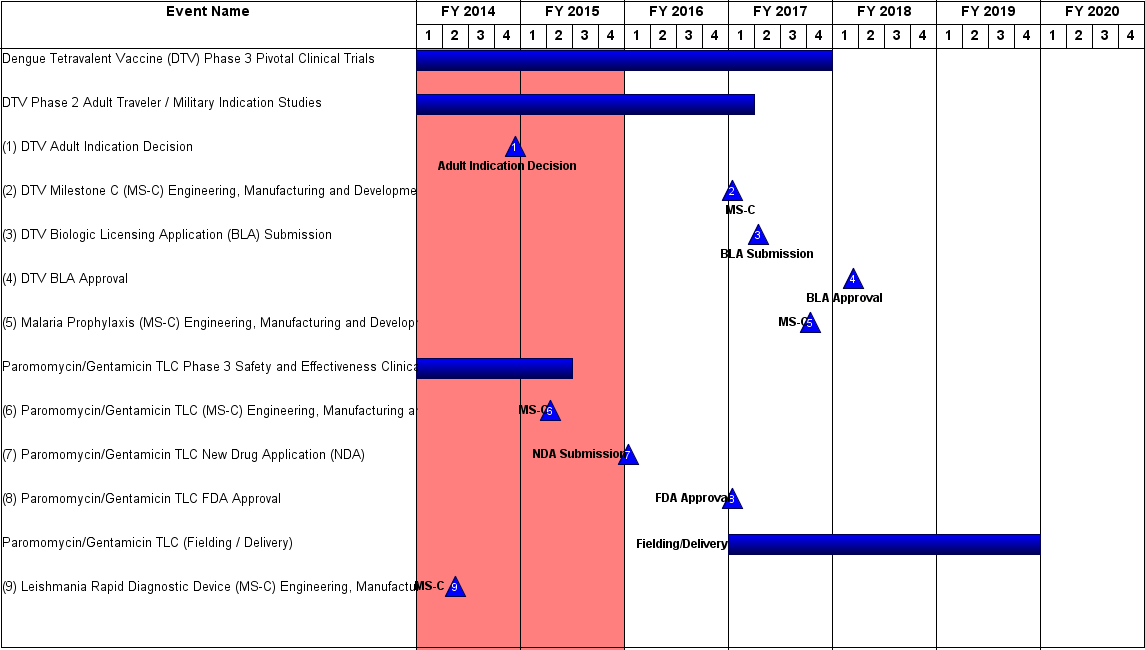 Event Name FY 2014 FY 2015 FY 2016 FY 2017 FY 2018 FY 2019 FY 2020
1 2 3 4 1 2 3 4 1 2 3 4 1 2 3 4 1 2 3 4 1 2 3 4 1 2 3 4
Dengue Tetravalent Vaccine (DTV) Phase 3 Pivotal Clinical Trials
DTV Phase 2 Adult Traveler / Military Indication Studies
(1) DTV Adult Indication Decision 1
Adult Indication Decision
(2) DTV Milestone C (MS-C) Engineering, Manufacturing and Developme 2
MS-C
(3) DTV Biologic Licensing Application (BLA) Submission 3
BLA Submission
(4) DTV BLA Approval 4
BLA Approval
(5) Malaria Prophylaxis (MS-C) Engineering, Manufacturing and Develop MS-C 5
Paromomycin/Gentamicin TLC Phase 3 Safety and Effectiveness Clinica
(6) Paromomycin/Gentamicin TLC (MS-C) Engineering, Manufacturing a MS-C 6
(7) Paromomycin/Gentamicin TLC New Drug Application (NDA) NDA Submission 7
(8) Paromomycin/Gentamicin TLC FDA Approval FDA Approval 8
Paromomycin/Gentamicin TLC (Fielding / Delivery) Fielding/Delivery
(9) Leishmania Rapid Diagnostic Device (MS-C) Engineering, Manufactu MS-C 9